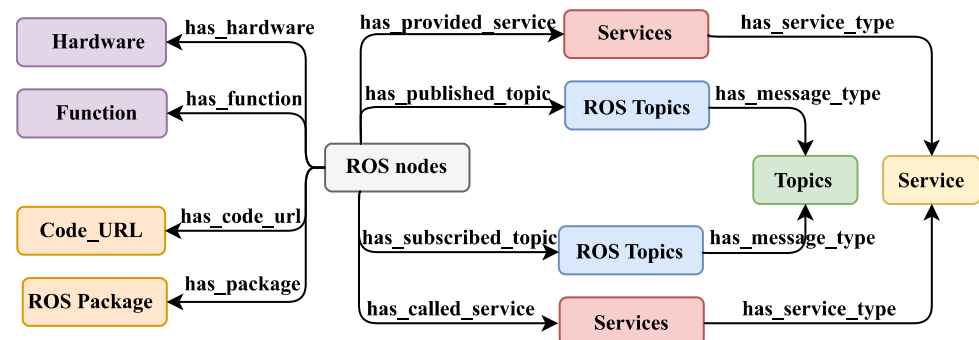 Hardware
has_hardware
has_provided_service
Services
has_service_type
Function
has_function
has_published_topic
ROS Topics
has_message_type
ROS nodes
Topics
Service
Code_URL
has_code_url
has_subscribed_topic
ROS Topics
has_message_type
ROS Package
has_package
has_called_service
Services
has_service_type